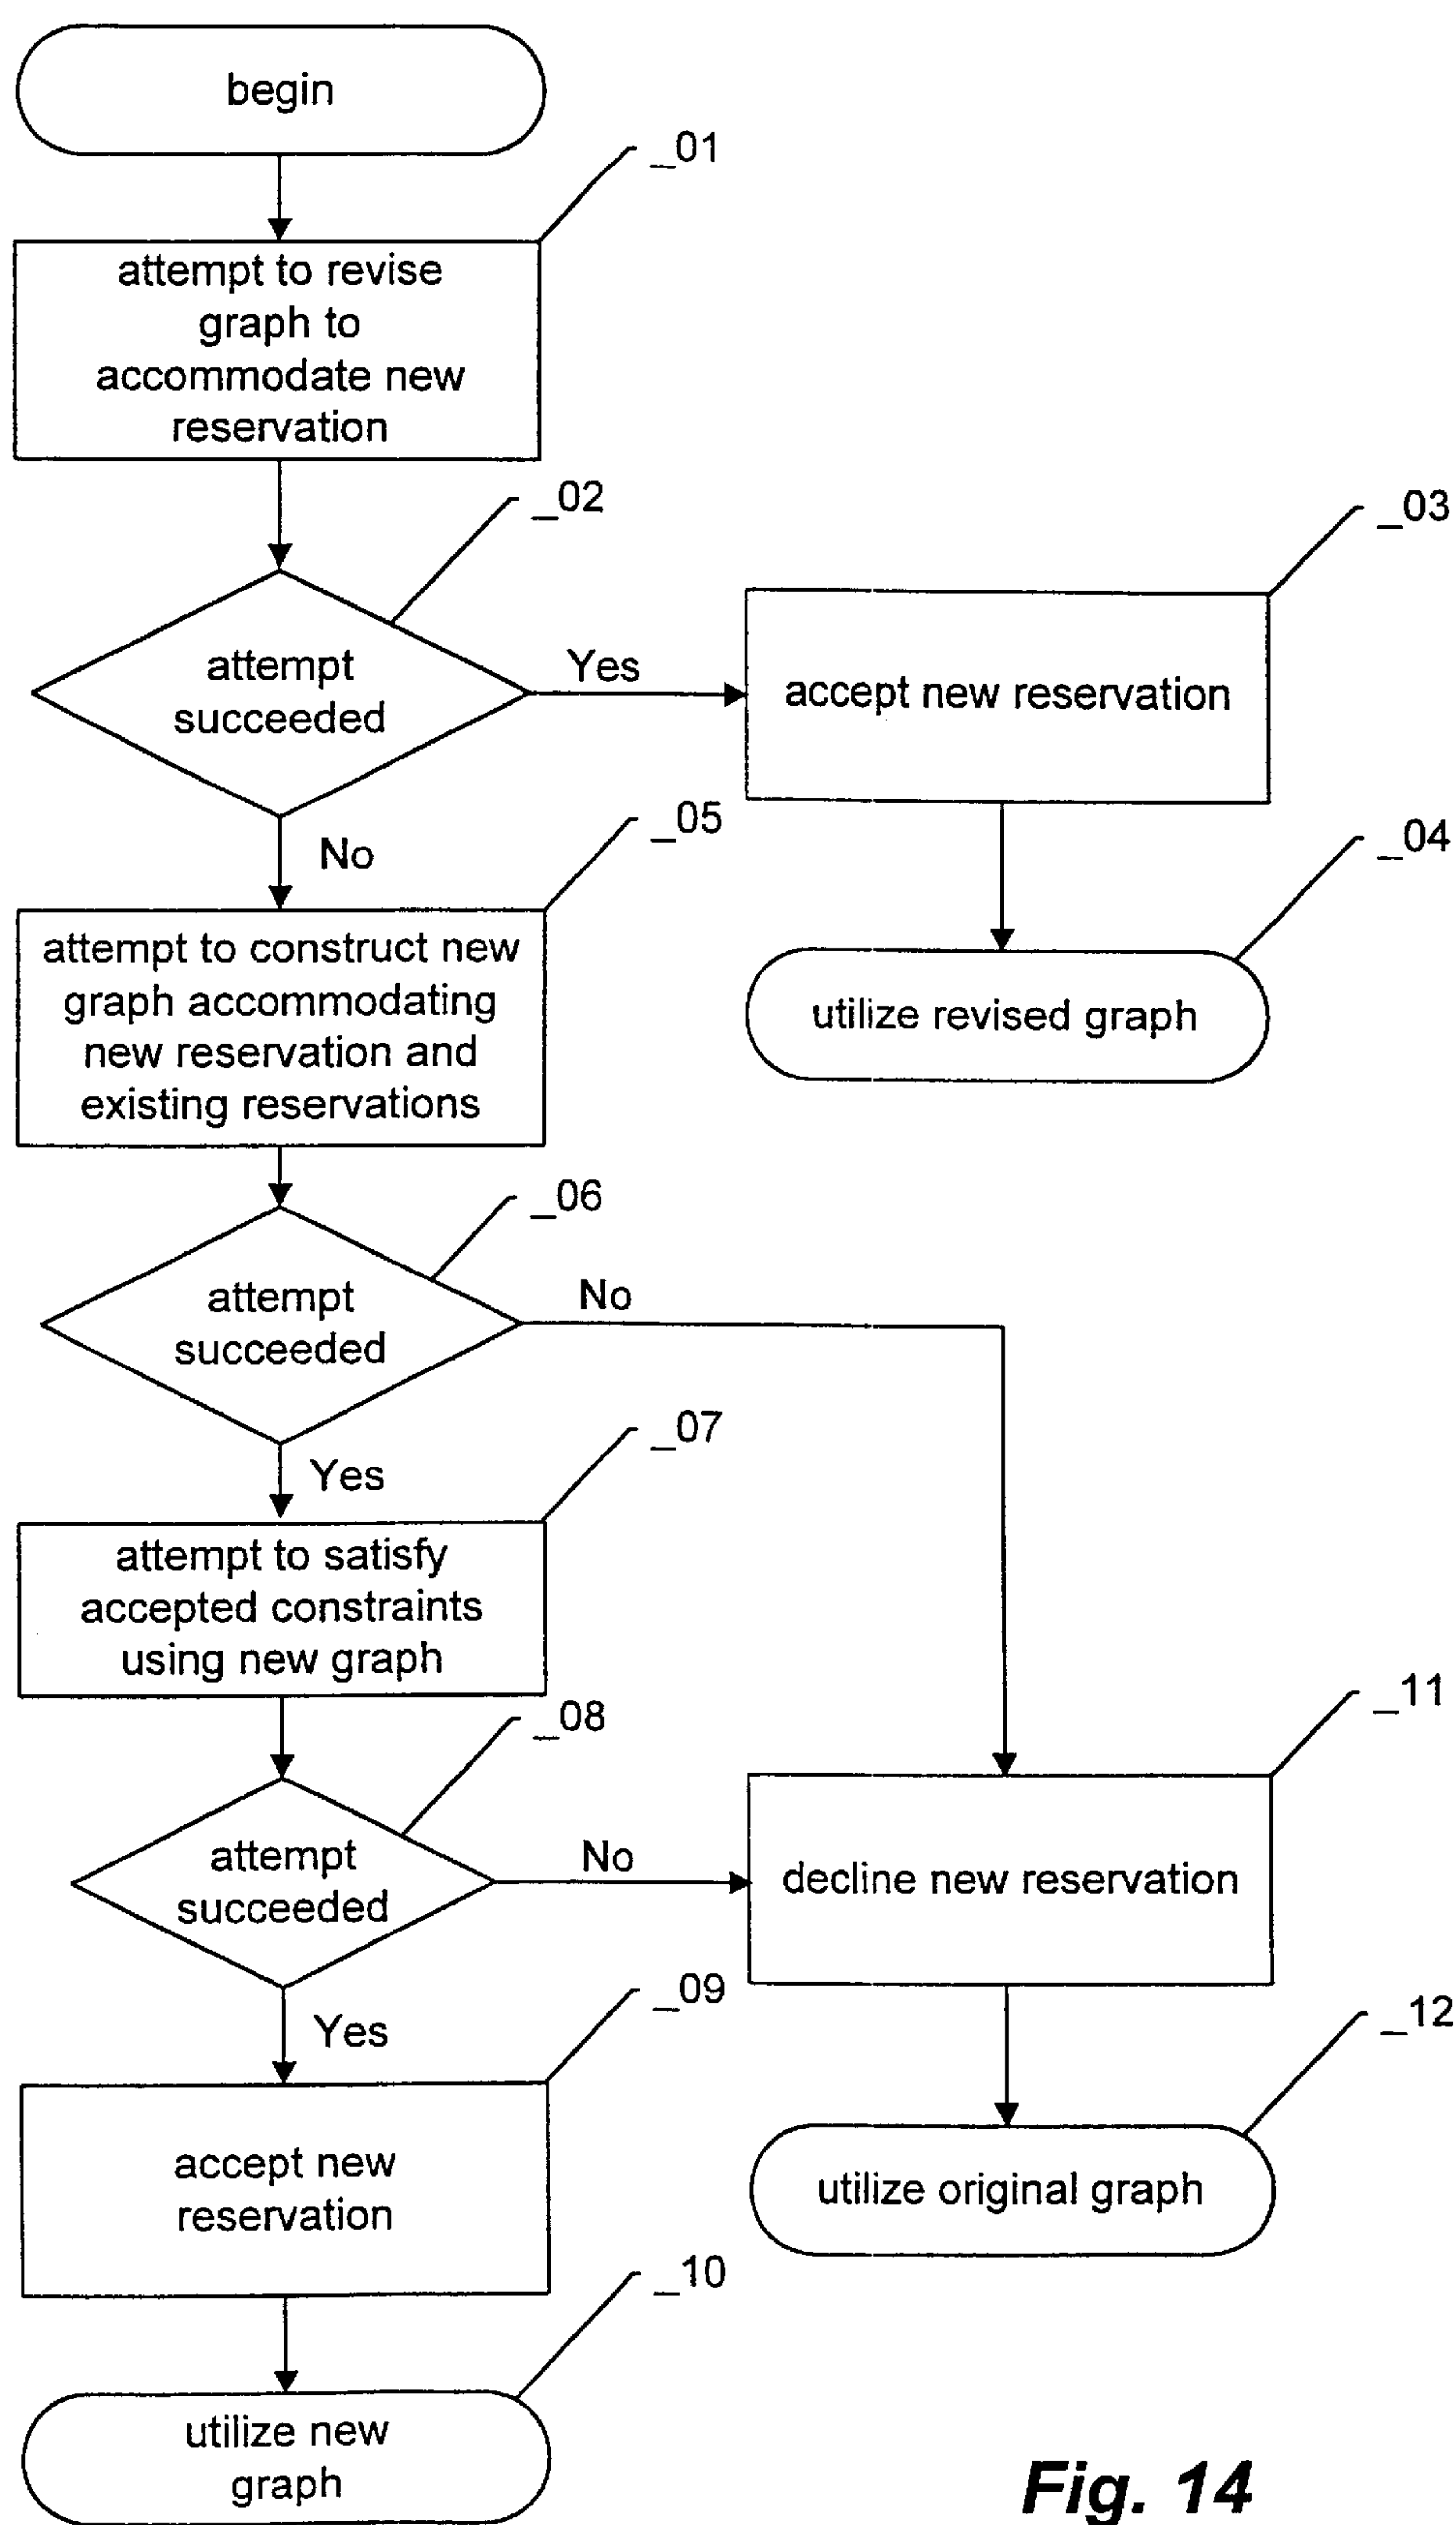 begin
_01
attempt to revise
graph to
accommodate new
reservation
_02
attempt
succeeded
Yes
_03
accept new reservation
_04
utilize revised graph
No
_05
attempt to construct new
graph accommodating
new reservation and
existing reservations
_06
attempt
succeeded
No
Yes
_07
attempt to satisfy
accepted constraints
using new graph
_08
attempt
succeeded
No
_11
decline new reservation
_12
utilize original graph
Yes
_09
accept new
reservation
_10
utilize new
graph
Fig. 14